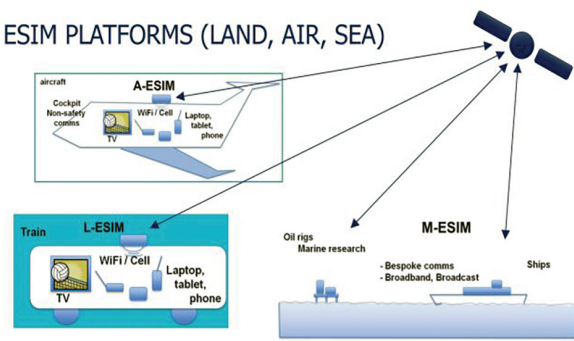 ESIM PLATFORMS (LAND, AIR, SEA)
aircraft
A-ESIM
Cockpit
Non-safety
comms
WiFi / Cell
Laptop,
tablet,
phone
TV
Train
L-ESIM
WiFi / Cell
Laptop,
tablet,
phone
TV
Oil rigs
Marine research
M-ESIM
- Bespoke comms
- Broadband, Broadcast
Ships